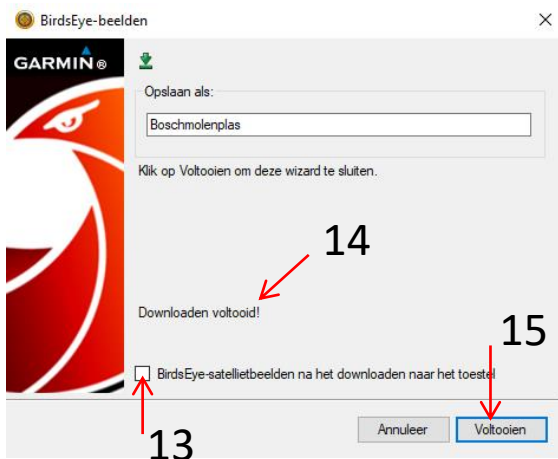 BirdsEye-beelden
GARMIN®
Opslaan als:
Boschmolenplas
Klik op Voltooien om deze wizard te sluiten.
14
Downloaden voltooid!
15
BirdsEye-satellietbeelden na het downloaden naar het toestel
Annuleer Voltooien
13